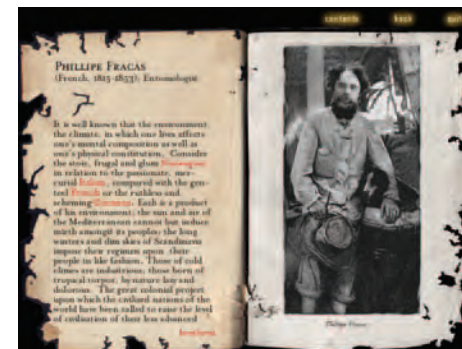 contents back quit
PHILLIPE FRACAS
(French, 1815-1853); Entomologist
It is well known that the environment,
the climate, in which one lives affects
one's mental composition as well as
one's physical constitution. Consider
the stoic, frugal and glum Norwegian
in relation to the passionate, mer-
curial Italian, compared with the gen-
teel French or the ruthless and
scheming German. Each is a product
of his environment; the sun and air of
the Mediterranean cannot but induce
mirth amongst its peoples; the long
winters and dim skies of Scandinavia
impose their regimen upon their
people in like fashion. Those of cold
climes are industrious; those born of
tropical torpor, by nature lazy and
dolorous. The great colonial project
upon which the civilized nations of the
world have been called to raise the level
of civilisation of their less advanced
Phillipe Fracas